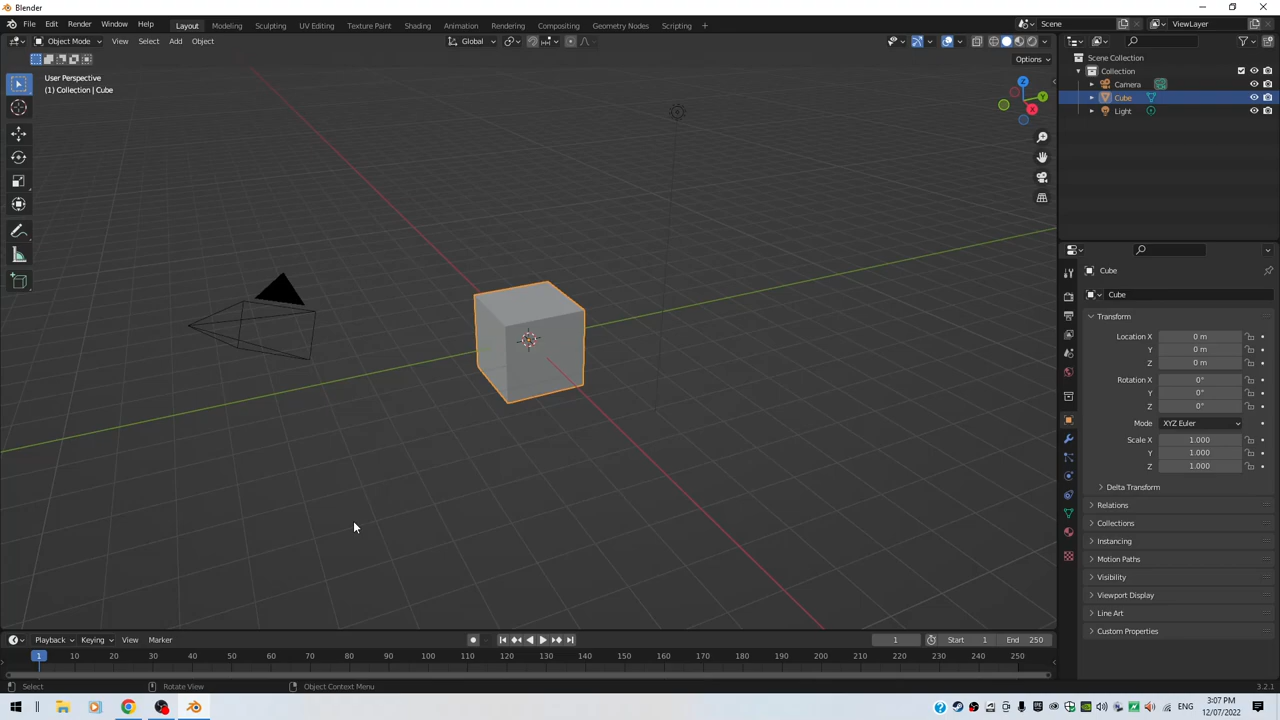 Blender
File Edit Render Window Help Layout Modeling Sculpting UV Editing Texture Paint Shading Animation Rendering Compositing Geometry Nodes Scripting + Scene ViewLayer
Object Mode View Select Add Object Global
Options
User Perspective
(1) Collection | Cube
Z
Y
X
Scene Collection
Collection
Camera
Cube
Light
Cube
Cube
Transform
Location X 0 m
Y 0 m
Z 0 m
Rotation X 0°
Y 0°
Z 0°
Mode XYZ Euler
Scale X 1.000
Y 1.000
Z 1.000
Delta Transform
Relations
Collections
Instancing
Motion Paths
Visibility
Viewport Display
Line Art
Custom Properties
Playback Keying View Marker 1 Start 1 End 250
1 10 20 30 40 50 60 70 80 90 100 110 120 130 140 150 160 170 180 190 200 210 220 230 240 250
Select Rotate View Object Context Menu 3.2.1
ENG 3:07 PM
12/07/2022